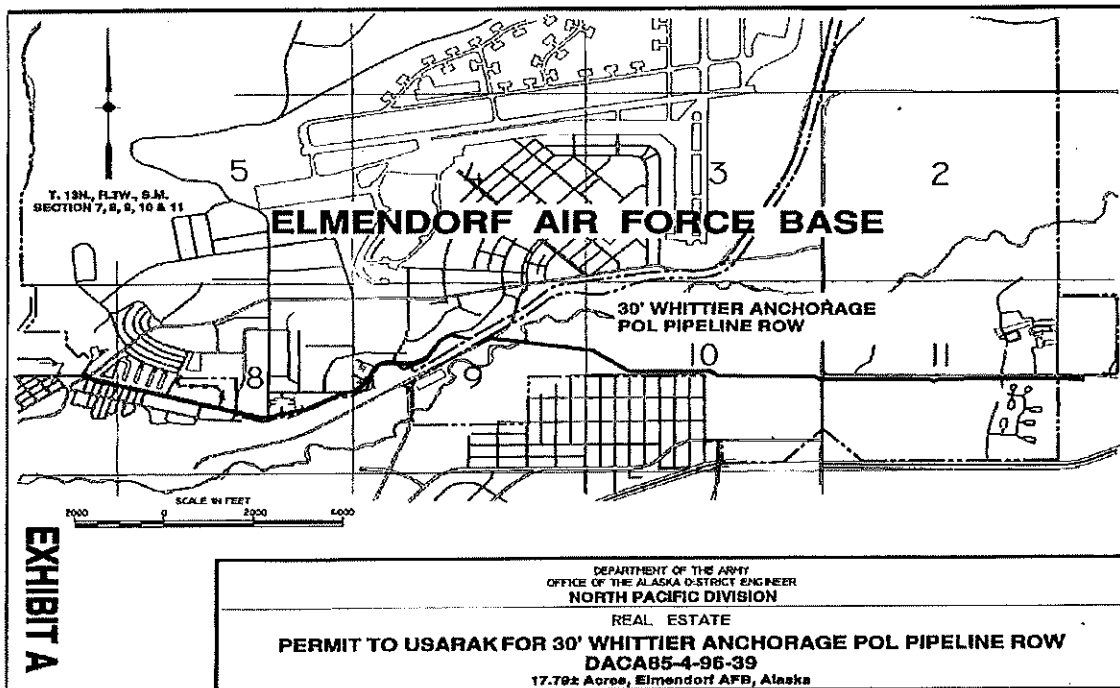 5
3
2
T. 13N., R.3W., S.M.
SECTION 7, 8, 9, 10 & 11
ELMENDORF AIR FORCE BASE
30' WHITTIER ANCHORAGE
POL PIPELINE ROW
8
9
10
11
SCALE IN FEET
2000 0 2000 4000
EXHIBIT A
DEPARTMENT OF THE ARMY
OFFICE OF THE ALASKA DISTRICT ENGINEER
NORTH PACIFIC DIVISION
REAL ESTATE
PERMIT TO USARAK FOR 30' WHITTIER ANCHORAGE POL PIPELINE ROW
DACA85-4-96-39
17.79± Acres, Elmendorf AFB, Alaska